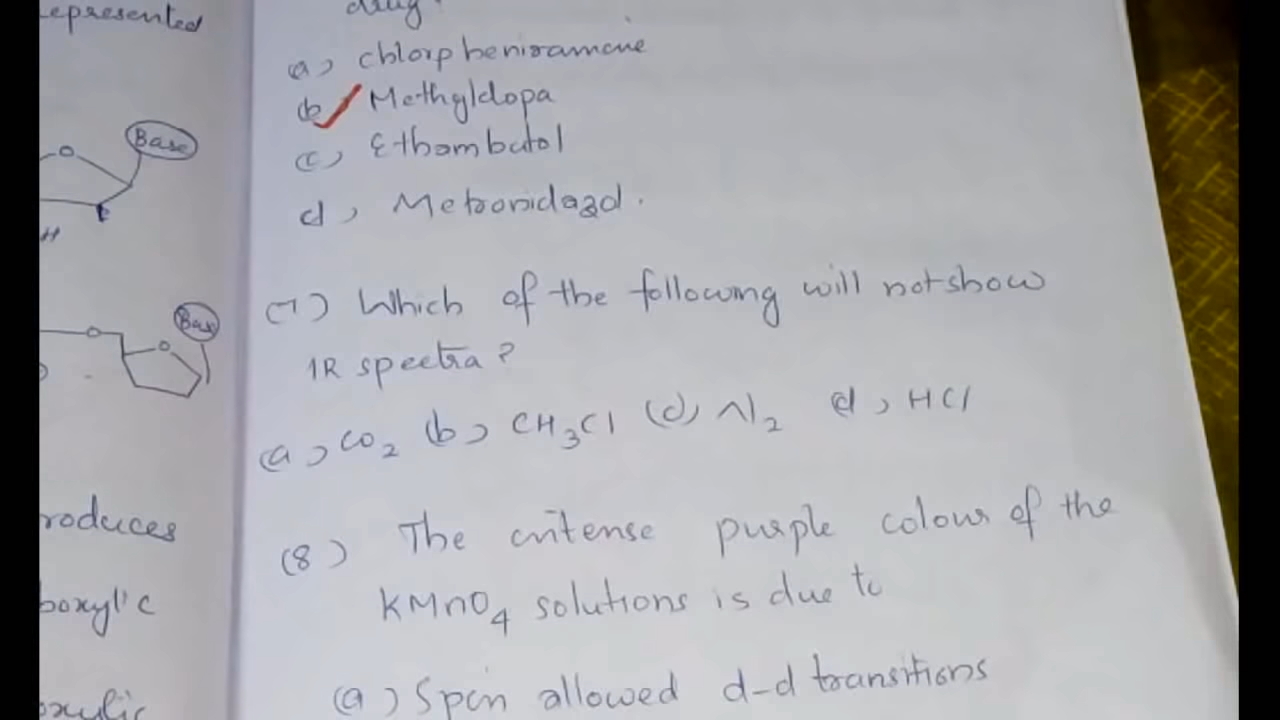 epresented
Base
H
Base
roduces
boxylic
oxylic
drug.
(a) chlorpheniramine
(b) Methyldopa
(c) Ethambutol
d) Metronidazol.
(7) Which of the following will not show
IR spectra?
(a) CO2 (b) CH3Cl (c) N2 d) HCl
(8) The intense purple colour of the
KMnO4 solutions is due to
(a) Spin allowed d-d transitions